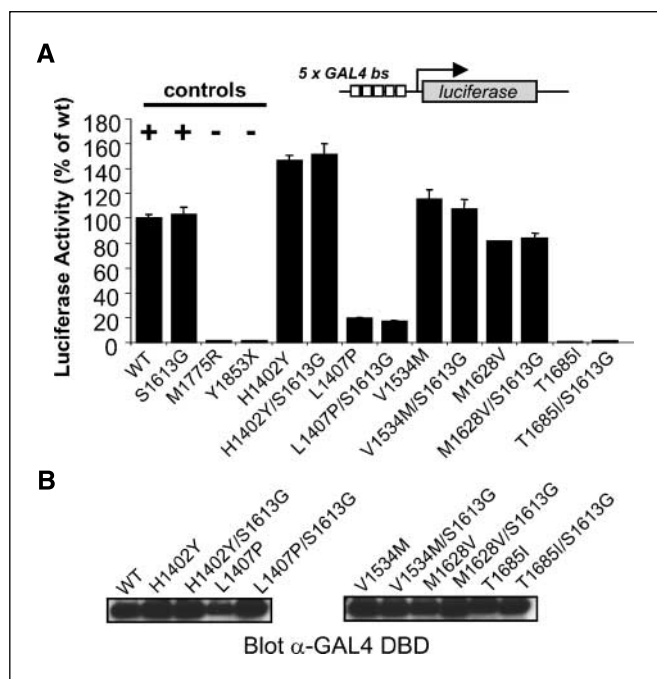 A
5 x GAL4 bs
luciferase
controls
+ + - -
Luciferase Activity (% of wt)
180
160
140
120
100
80
60
40
20
0
WT
S1613G
M1775R
Y1853X
H1402Y
H1402Y/S1613G
L1407P
L1407P/S1613G
V1534M
V1534M/S1613G
M1628V
M1628V/S1613G
T1685I
T1685I/S1613G
B
WT
H1402Y
H1402Y/S1613G
L1407P
L1407P/S1613G
V1534M
V1534M/S1613G
M1628V
M1628V/S1613G
T1685I
T1685I/S1613G
Blot α-GAL4 DBD